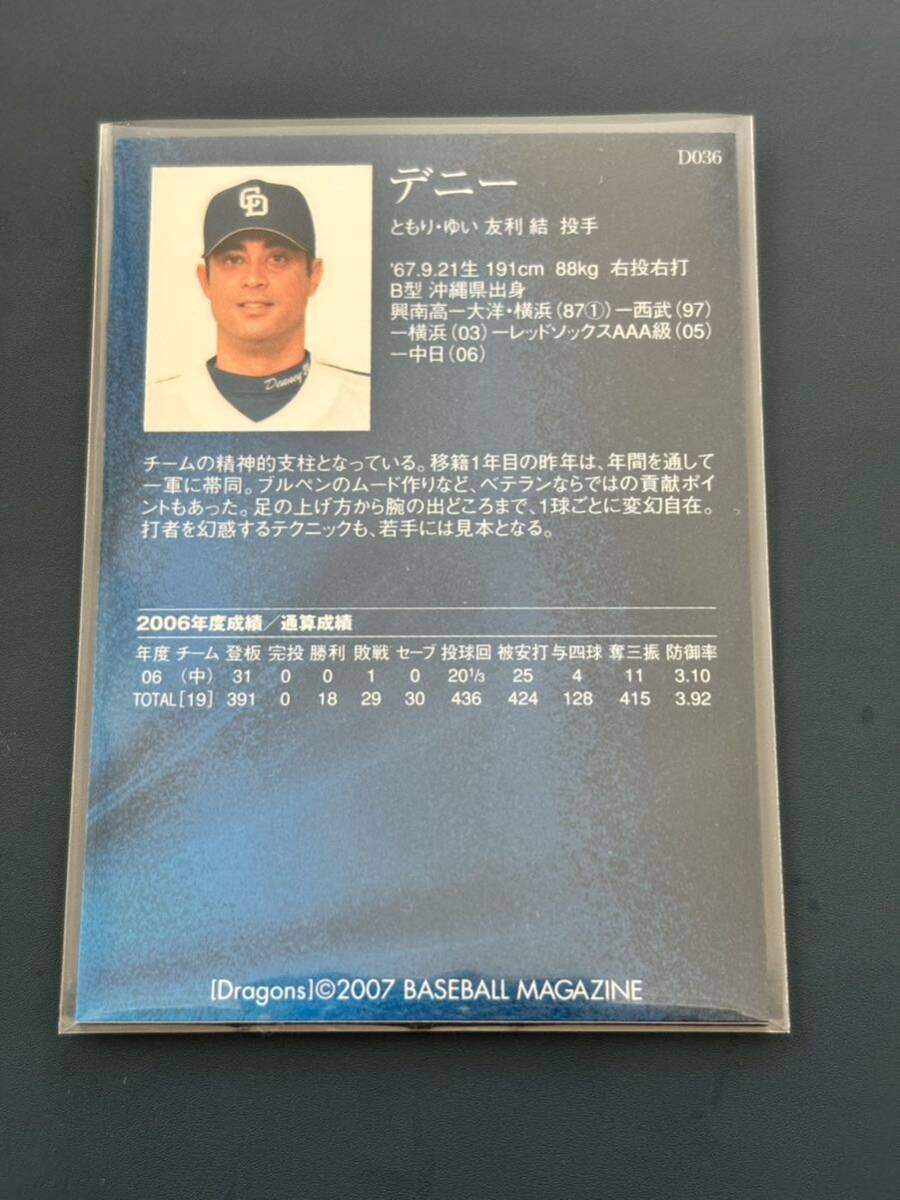 D036
デニー
ともり・ゆい 友利 結 投手
'67.9.21生 191cm 88kg 右投右打
B型 沖縄県出身
興南高ー大洋・横浜(87①)ー西武(97)
ー横浜(03)ーレッドソックスAAA級(05)
ー中日(06)
CD
Denney
チームの精神的支柱となっている。移籍1年目の昨年は、年間を通して
一軍に帯同。ブルペンのムード作りなど、ベテランならではの貢献ポイ
ントもあった。足の上げ方から腕の出どころまで、1球ごとに変幻自在。
打者を幻惑するテクニックも、若手には見本となる。
2006年度成績/通算成績
年度 チーム 登板 完投 勝利 敗戦 セーブ 投球回 被安打 与四球 奪三振 防御率
06 (中) 31 0 0 1 0 20 1/3 25 4 11 3.10
TOTAL[19] 391 0 18 29 30 436 424 128 415 3.92
[Dragons]©2007 BASEBALL MAGAZINE